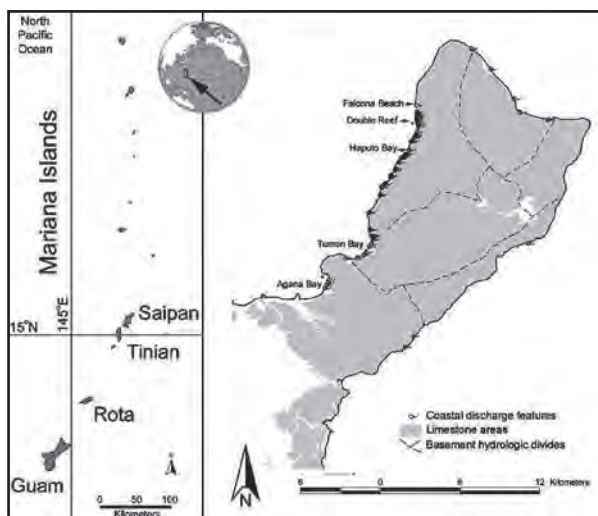 North
Pacific
Ocean
Mariana Islands
15°N
145°E
Saipan
Tinian
Rota
Guam
N
0 50 100
Kilometers
Falcona Beach
Double Reef
Haputo Bay
Tumon Bay
Agana Bay
Coastal discharge features
Limestone areas
Basement hydrologic divides
N
6 0 6 12 Kilometers